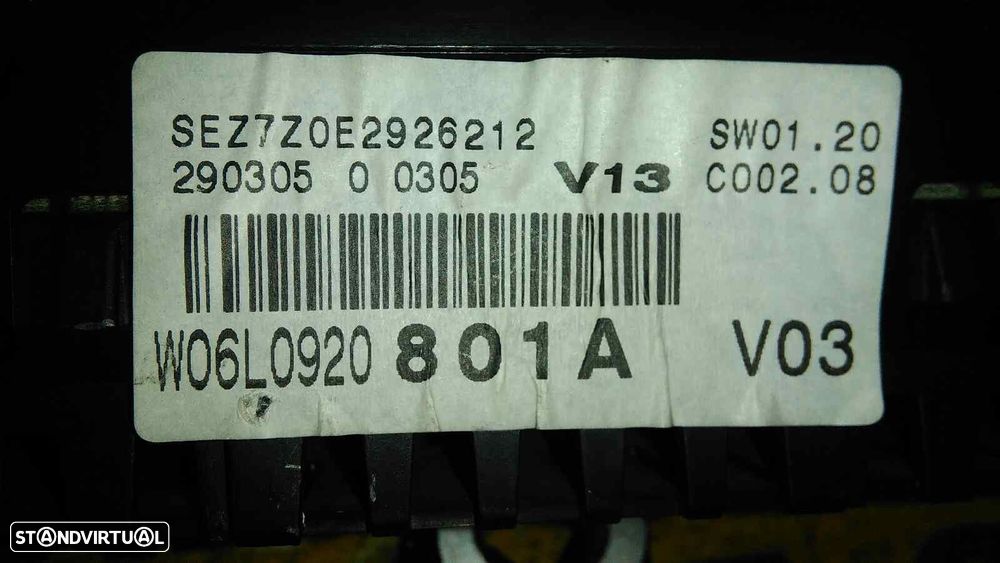 SEZ7Z0E2926212 SW01.20
290305 0 0305 V13 C002.08
W06L0920 801A V03
STANDVIRTUAL